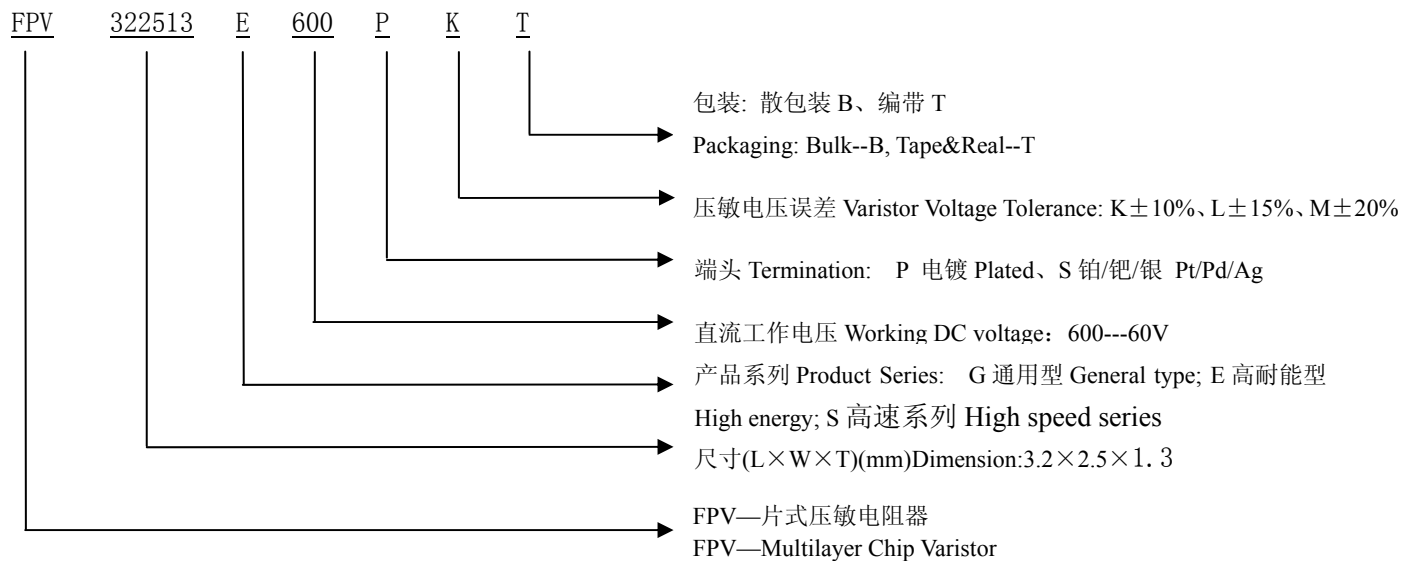 FPV 322513 E 600 P K T
包装: 散包装 B、编带 T
Packaging: Bulk--B, Tape&Real--T
压敏电压误差 Varistor Voltage Tolerance: K±10%、L±15%、M±20%
端头 Termination: P 电镀 Plated、S 铂/钯/银 Pt/Pd/Ag
直流工作电压 Working DC voltage：600---60V
产品系列 Product Series: G 通用型 General type; E 高耐能型
High energy; S 高速系列 High speed series
尺寸(L×W×T)(mm)Dimension:3.2×2.5×1.3
FPV—片式压敏电阻器
FPV—Multilayer Chip Varistor